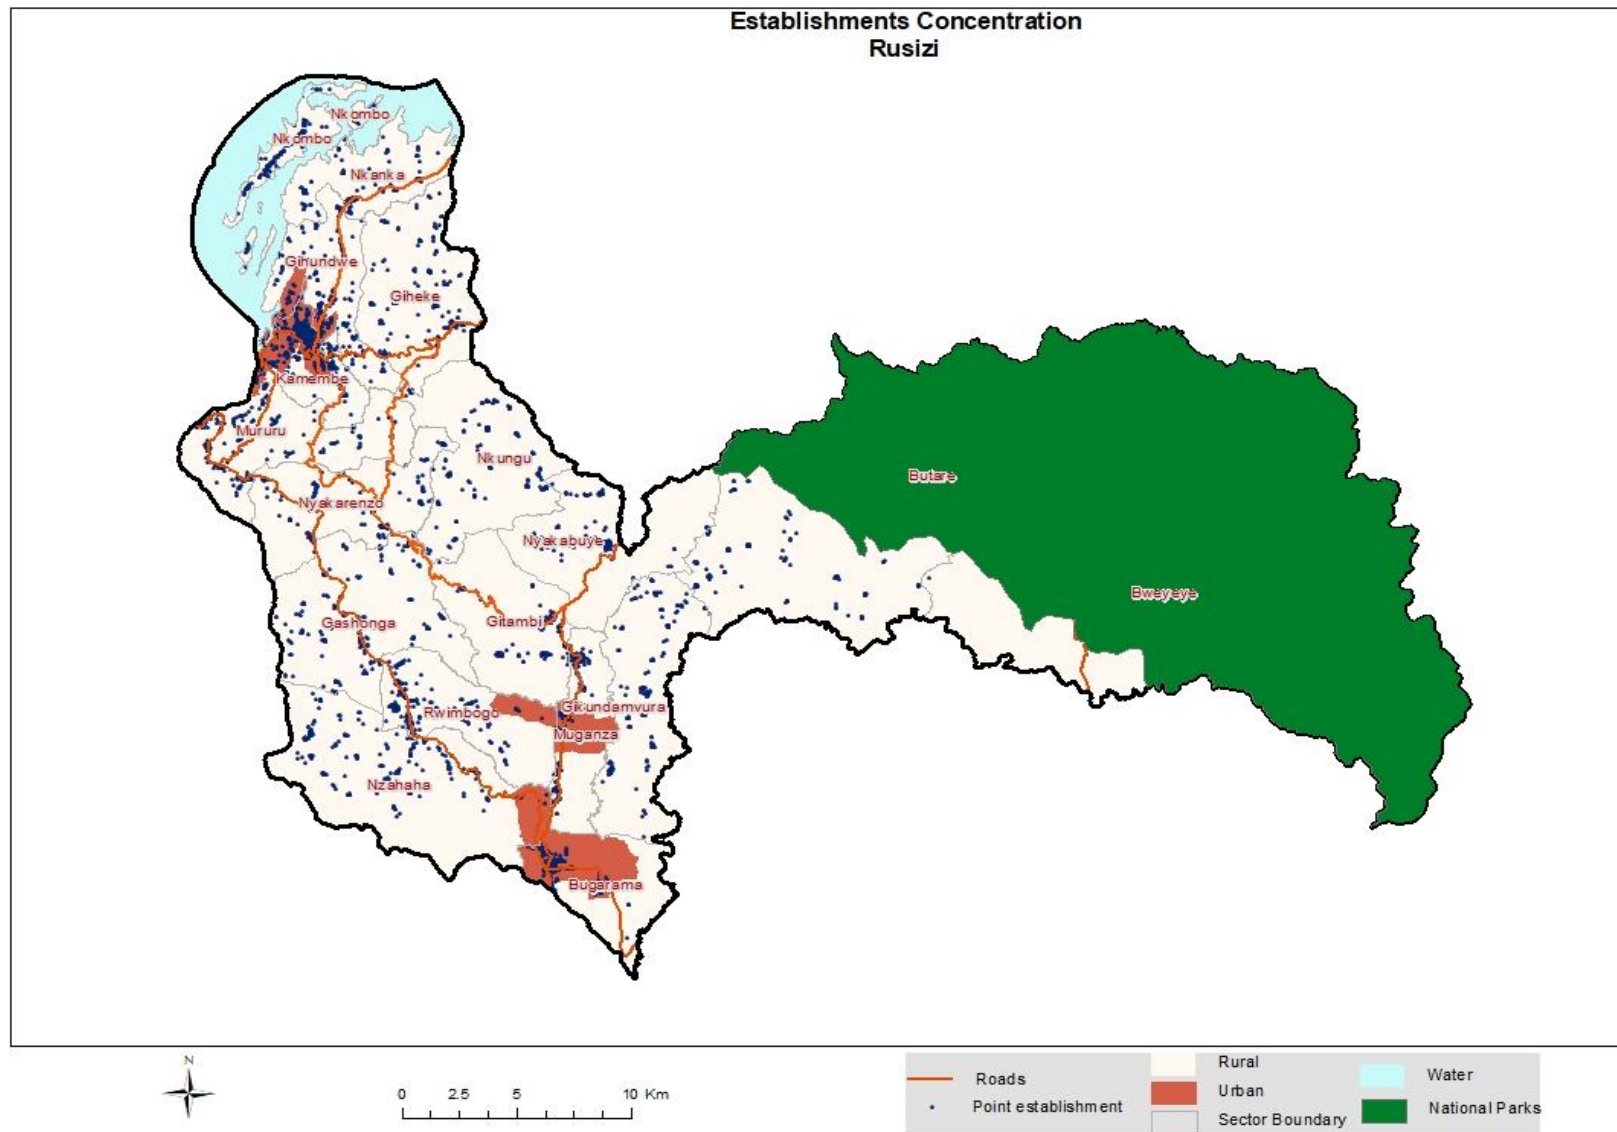 Establishments Concentration
Rusizi
Nkombo
Nkombo
Nkanka
Gihundwe
Giheke
Kamembe
Mururu
Nkungu
Butare
Nyakarenzo
Nyakabuye
Bweyeye
Gashonga
Gitambi
Rwimbogo
Gikundamvura
Muganza
Nzahaha
Bugarama
N
0 2.5 5 10 Km
Roads
Point establishment
Rural
Urban
Sector Boundary
Water
National Parks